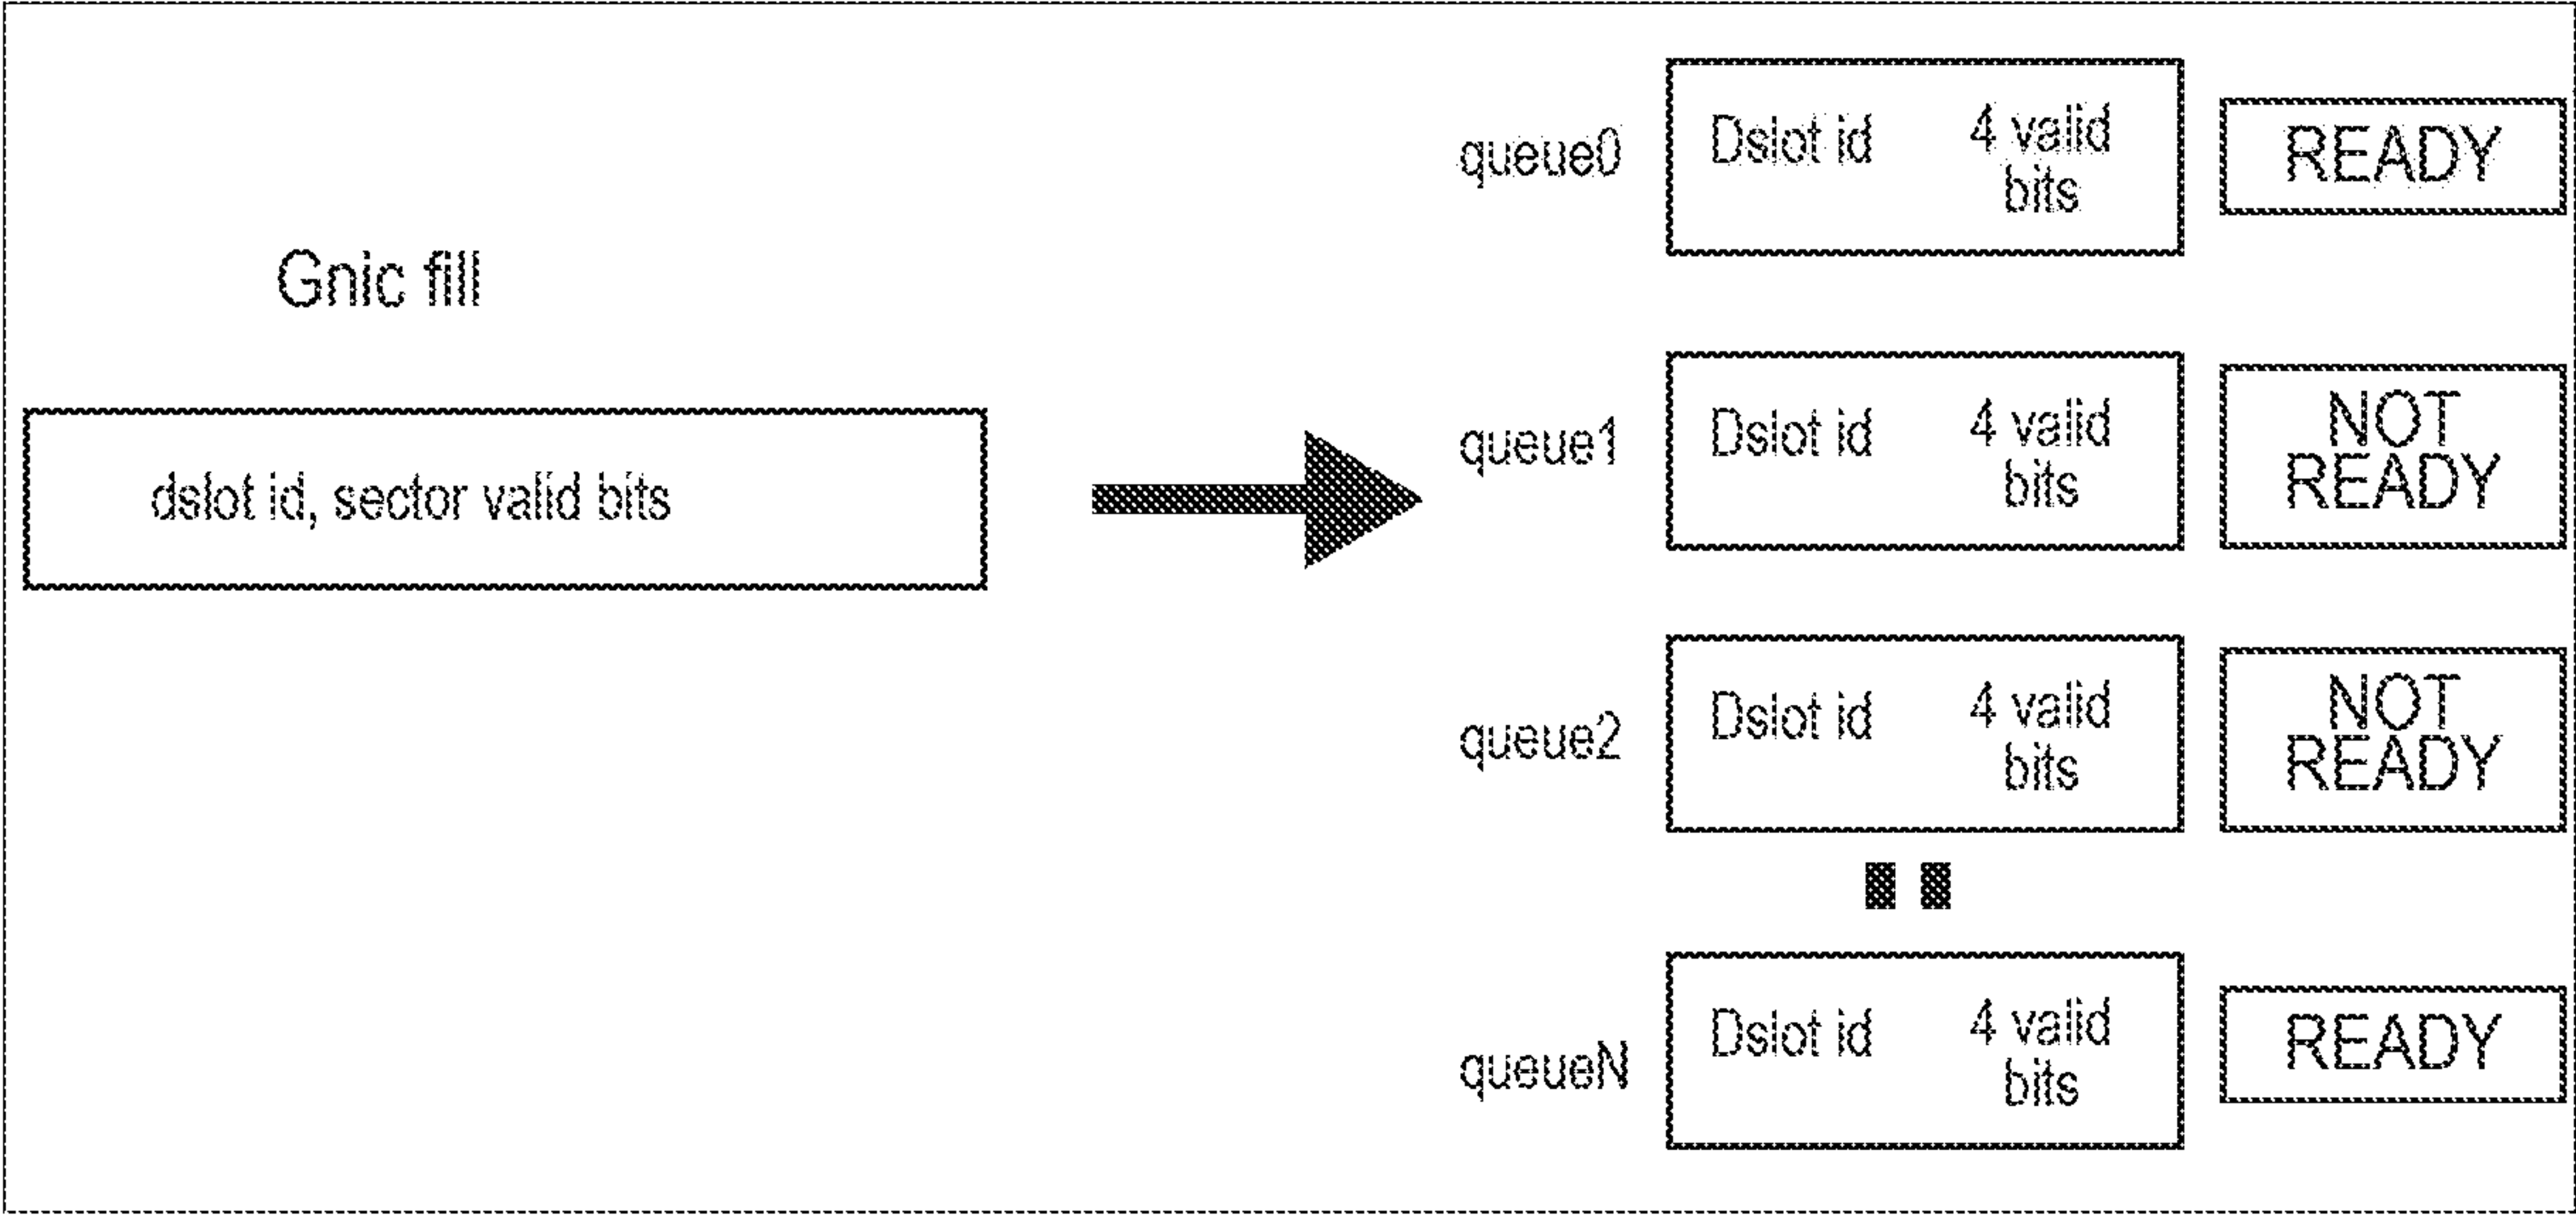 Gnic fill
dslot id, sector valid bits
queue0
Dslot id
4 valid
bits
READY
queue1
Dslot id
4 valid
bits
NOT
READY
queue2
Dslot id
4 valid
bits
NOT
READY
queueN
Dslot id
4 valid
bits
READY